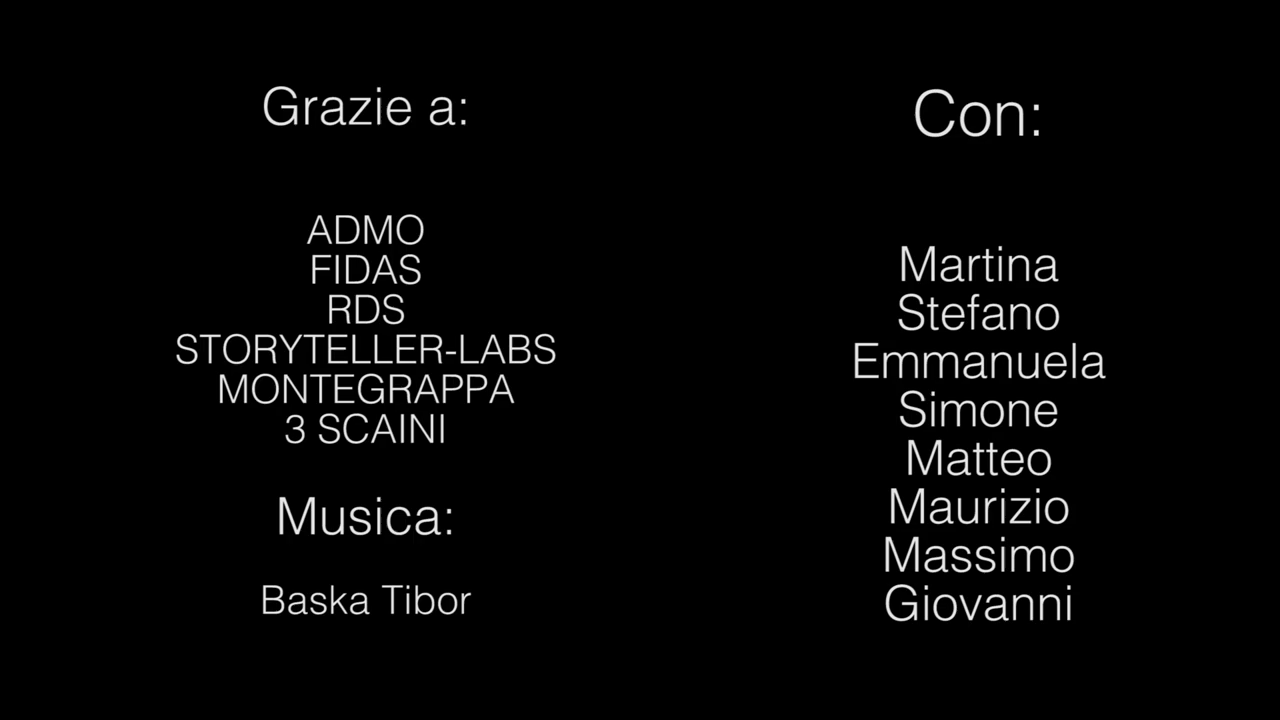 Grazie a:
ADMO
FIDAS
RDS
STORYTELLER-LABS
MONTEGRAPPA
3 SCAINI
Musica:
Baska Tibor
Con:
Martina
Stefano
Emmanuela
Simone
Matteo
Maurizio
Massimo
Giovanni